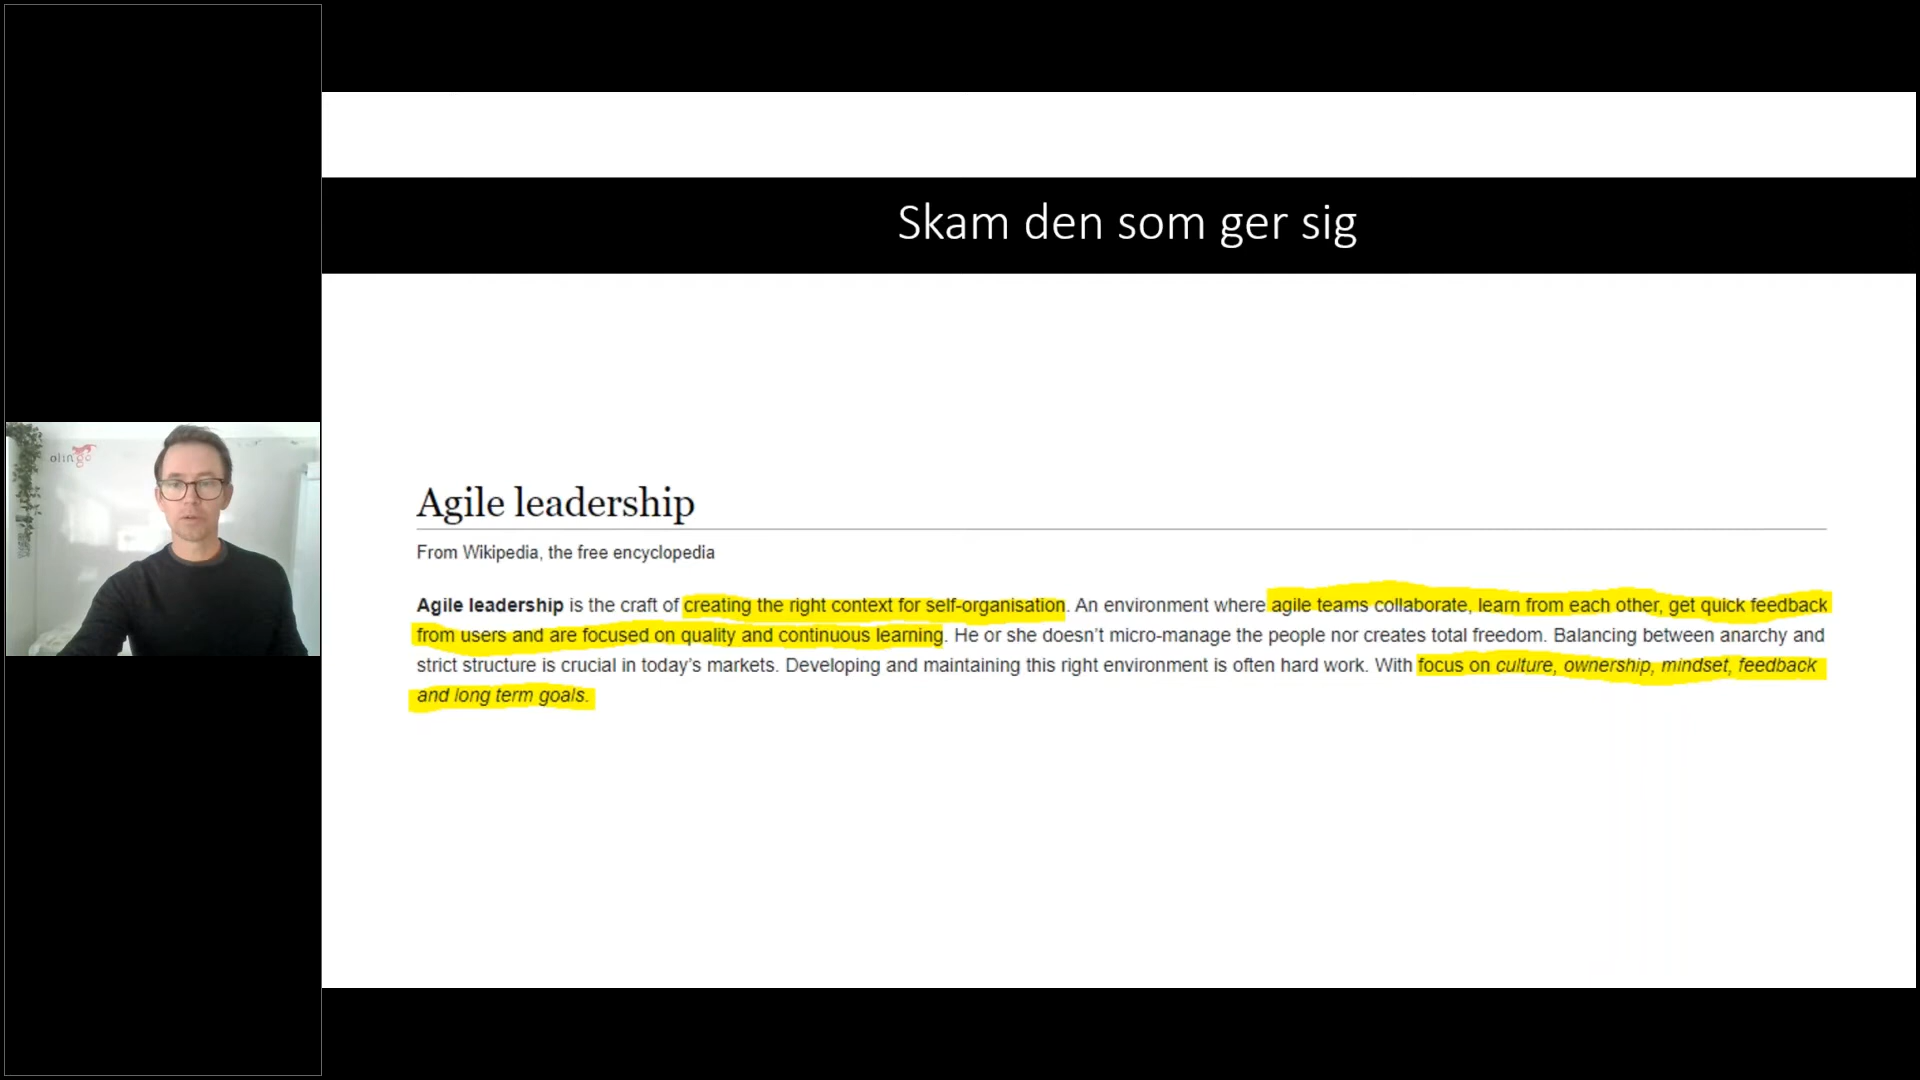 Skam den som ger sig
olingo
Agile leadership
From Wikipedia, the free encyclopedia
Agile leadership is the craft of creating the right context for self-organisation. An environment where agile teams collaborate, learn from each other, get quick feedback
from users and are focused on quality and continuous learning. He or she doesn't micro-manage the people nor creates total freedom. Balancing between anarchy and
strict structure is crucial in today's markets. Developing and maintaining this right environment is often hard work. With focus on culture, ownership, mindset, feedback
and long term goals.